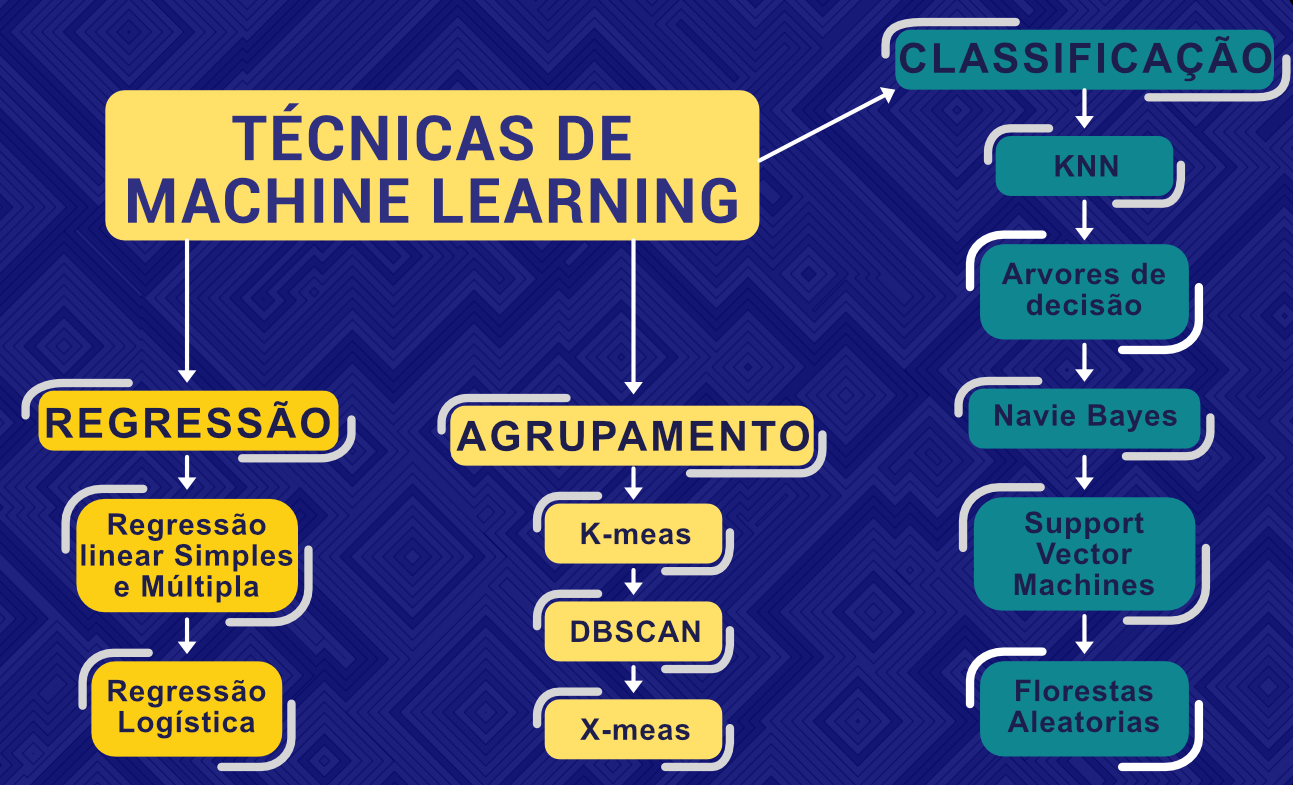 TÉCNICAS DE
MACHINE LEARNING
REGRESSÃO
Regressão
linear Simples
e Múltipla
Regressão
Logística
AGRUPAMENTO
K-meas
DBSCAN
X-meas
CLASSIFICAÇÃO
KNN
Arvores de
decisão
Navie Bayes
Support
Vector
Machines
Florestas
Aleatorias